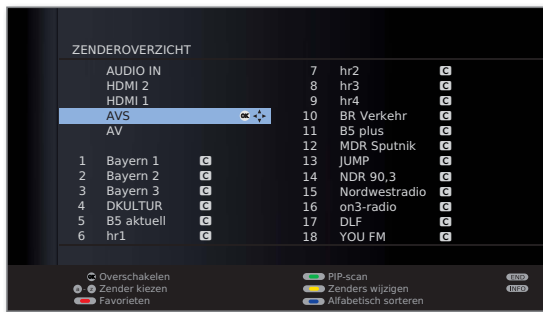 ZENDEROVERZICHT
AUDIO IN
HDMI 2
HDMI 1
AVS OK
AV
1 Bayern 1 C
2 Bayern 2 C
3 Bayern 3 C
4 DKULTUR C
5 B5 aktuell C
6 hr1 C
7 hr2 C
8 hr3 C
9 hr4 C
10 BR Verkehr C
11 B5 plus C
12 MDR Sputnik C
13 JUMP C
14 NDR 90,3 C
15 Nordwestradio C
16 on3-radio C
17 DLF C
18 YOU FM C
OK Overschakelen
Zender kiezen
Favorieten
PIP-scan
Zenders wijzigen
Alfabetisch sorteren
END
INFO